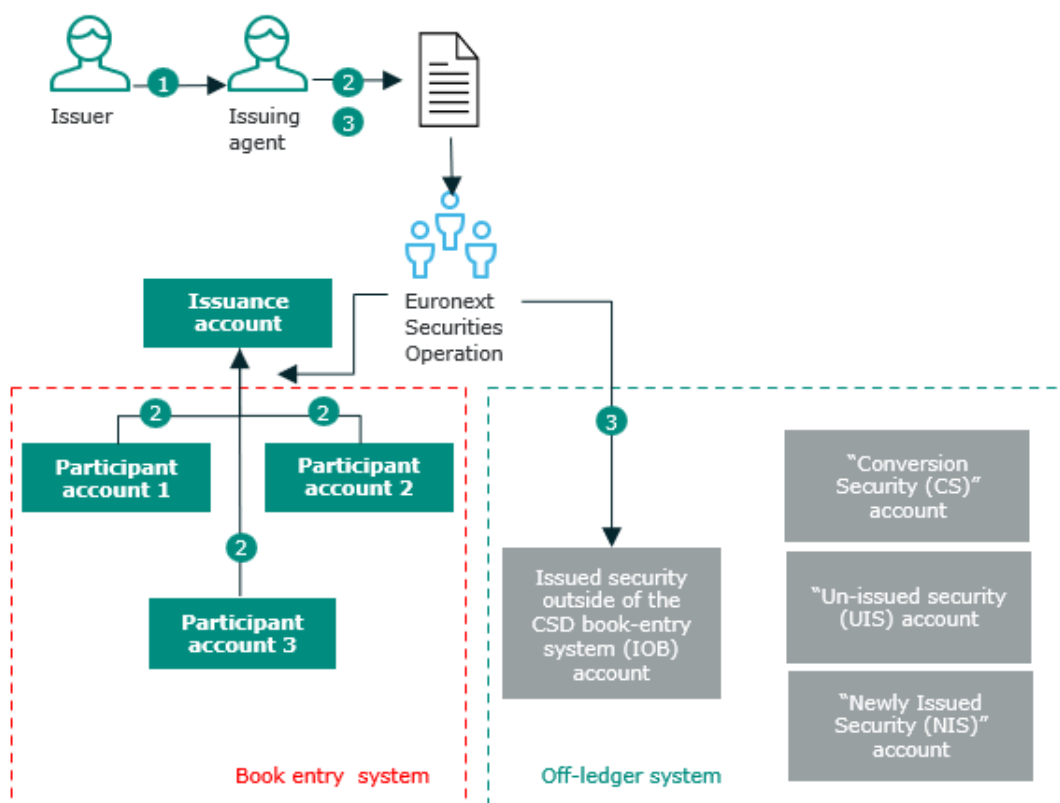 1
2
3
Issuer
Issuing
agent
Euronext
Securities
Operation
Issuance
account
2
2
3
Participant
account 1
Participant
account 2
2
Participant
account 3
Book entry  system
"Conversion
Security (CS)"
account
Issued security
outside of the
CSD book-entry
system (IOB)
account
"Un-issued security
(UIS) account
"Newly Issued
Security (NIS)"
account
Off-ledger system